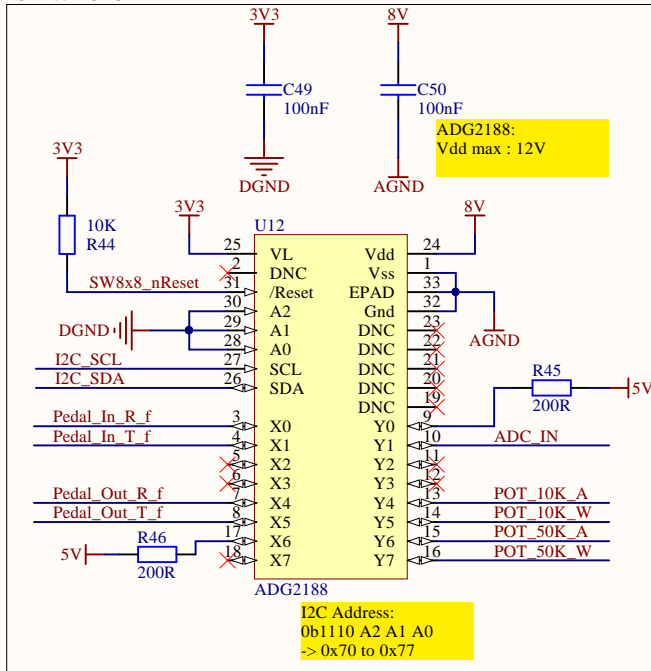 3V3
8V
C49
100nF
C50
100nF
DGND
AGND
ADG2188:
Vdd max : 12V
3V3
10K
R44
3V3
8V
U12
25 VL
Vdd 24
2 DNC
Vss 1
SW8x8_nReset 31 /Reset
EPAD 33
30 A2
Gnd 32
DGND 29 A1
DNC 23
28 A0
DNC 22
I2C_SCL 27 SCL
DNC 21
I2C_SDA 26 SDA
DNC 20
DNC 19
AGND
R45
200R
5V
Pedal_In_R_f 3 X0
Y0 9
Pedal_In_T_f 4 X1
Y1 10 ADC_IN
5 X2
Y2 11
6 X3
Y3 12
Pedal_Out_R_f 7 X4
Y4 13 POT_10K_A
Pedal_Out_T_f 8 X5
Y5 14 POT_10K_W
17 X6
Y6 15 POT_50K_A
5V
R46
200R
18 X7
Y7 16 POT_50K_W
ADG2188
I2C Address:
0b1110 A2 A1 A0
-> 0x70 to 0x77